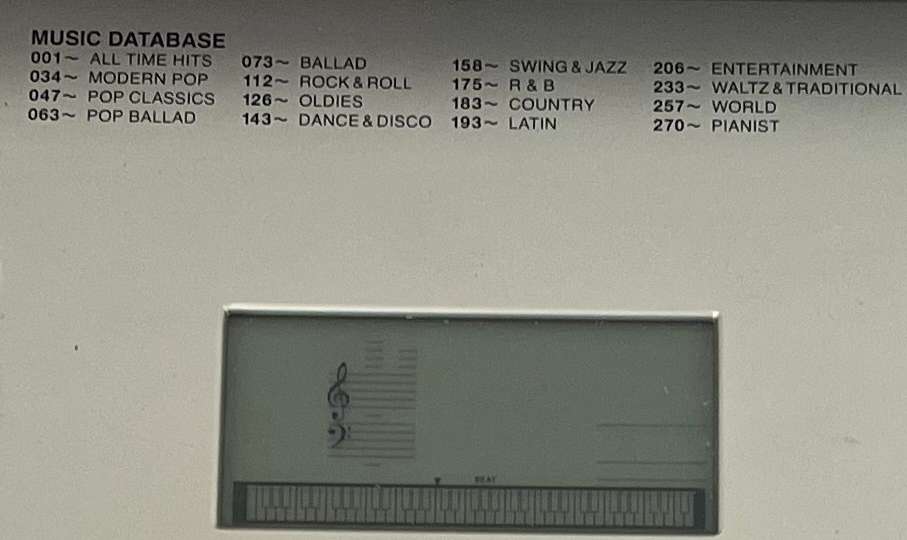 MUSIC DATABASE
001~ ALL TIME HITS
034~ MODERN POP
047~ POP CLASSICS
063~ POP BALLAD
073~ BALLAD
112~ ROCK & ROLL
126~ OLDIES
143~ DANCE & DISCO
158~ SWING & JAZZ
175~ R & B
183~ COUNTRY
193~ LATIN
206~ ENTERTAINMENT
233~ WALTZ & TRADITIONAL
257~ WORLD
270~ PIANIST
BEAT